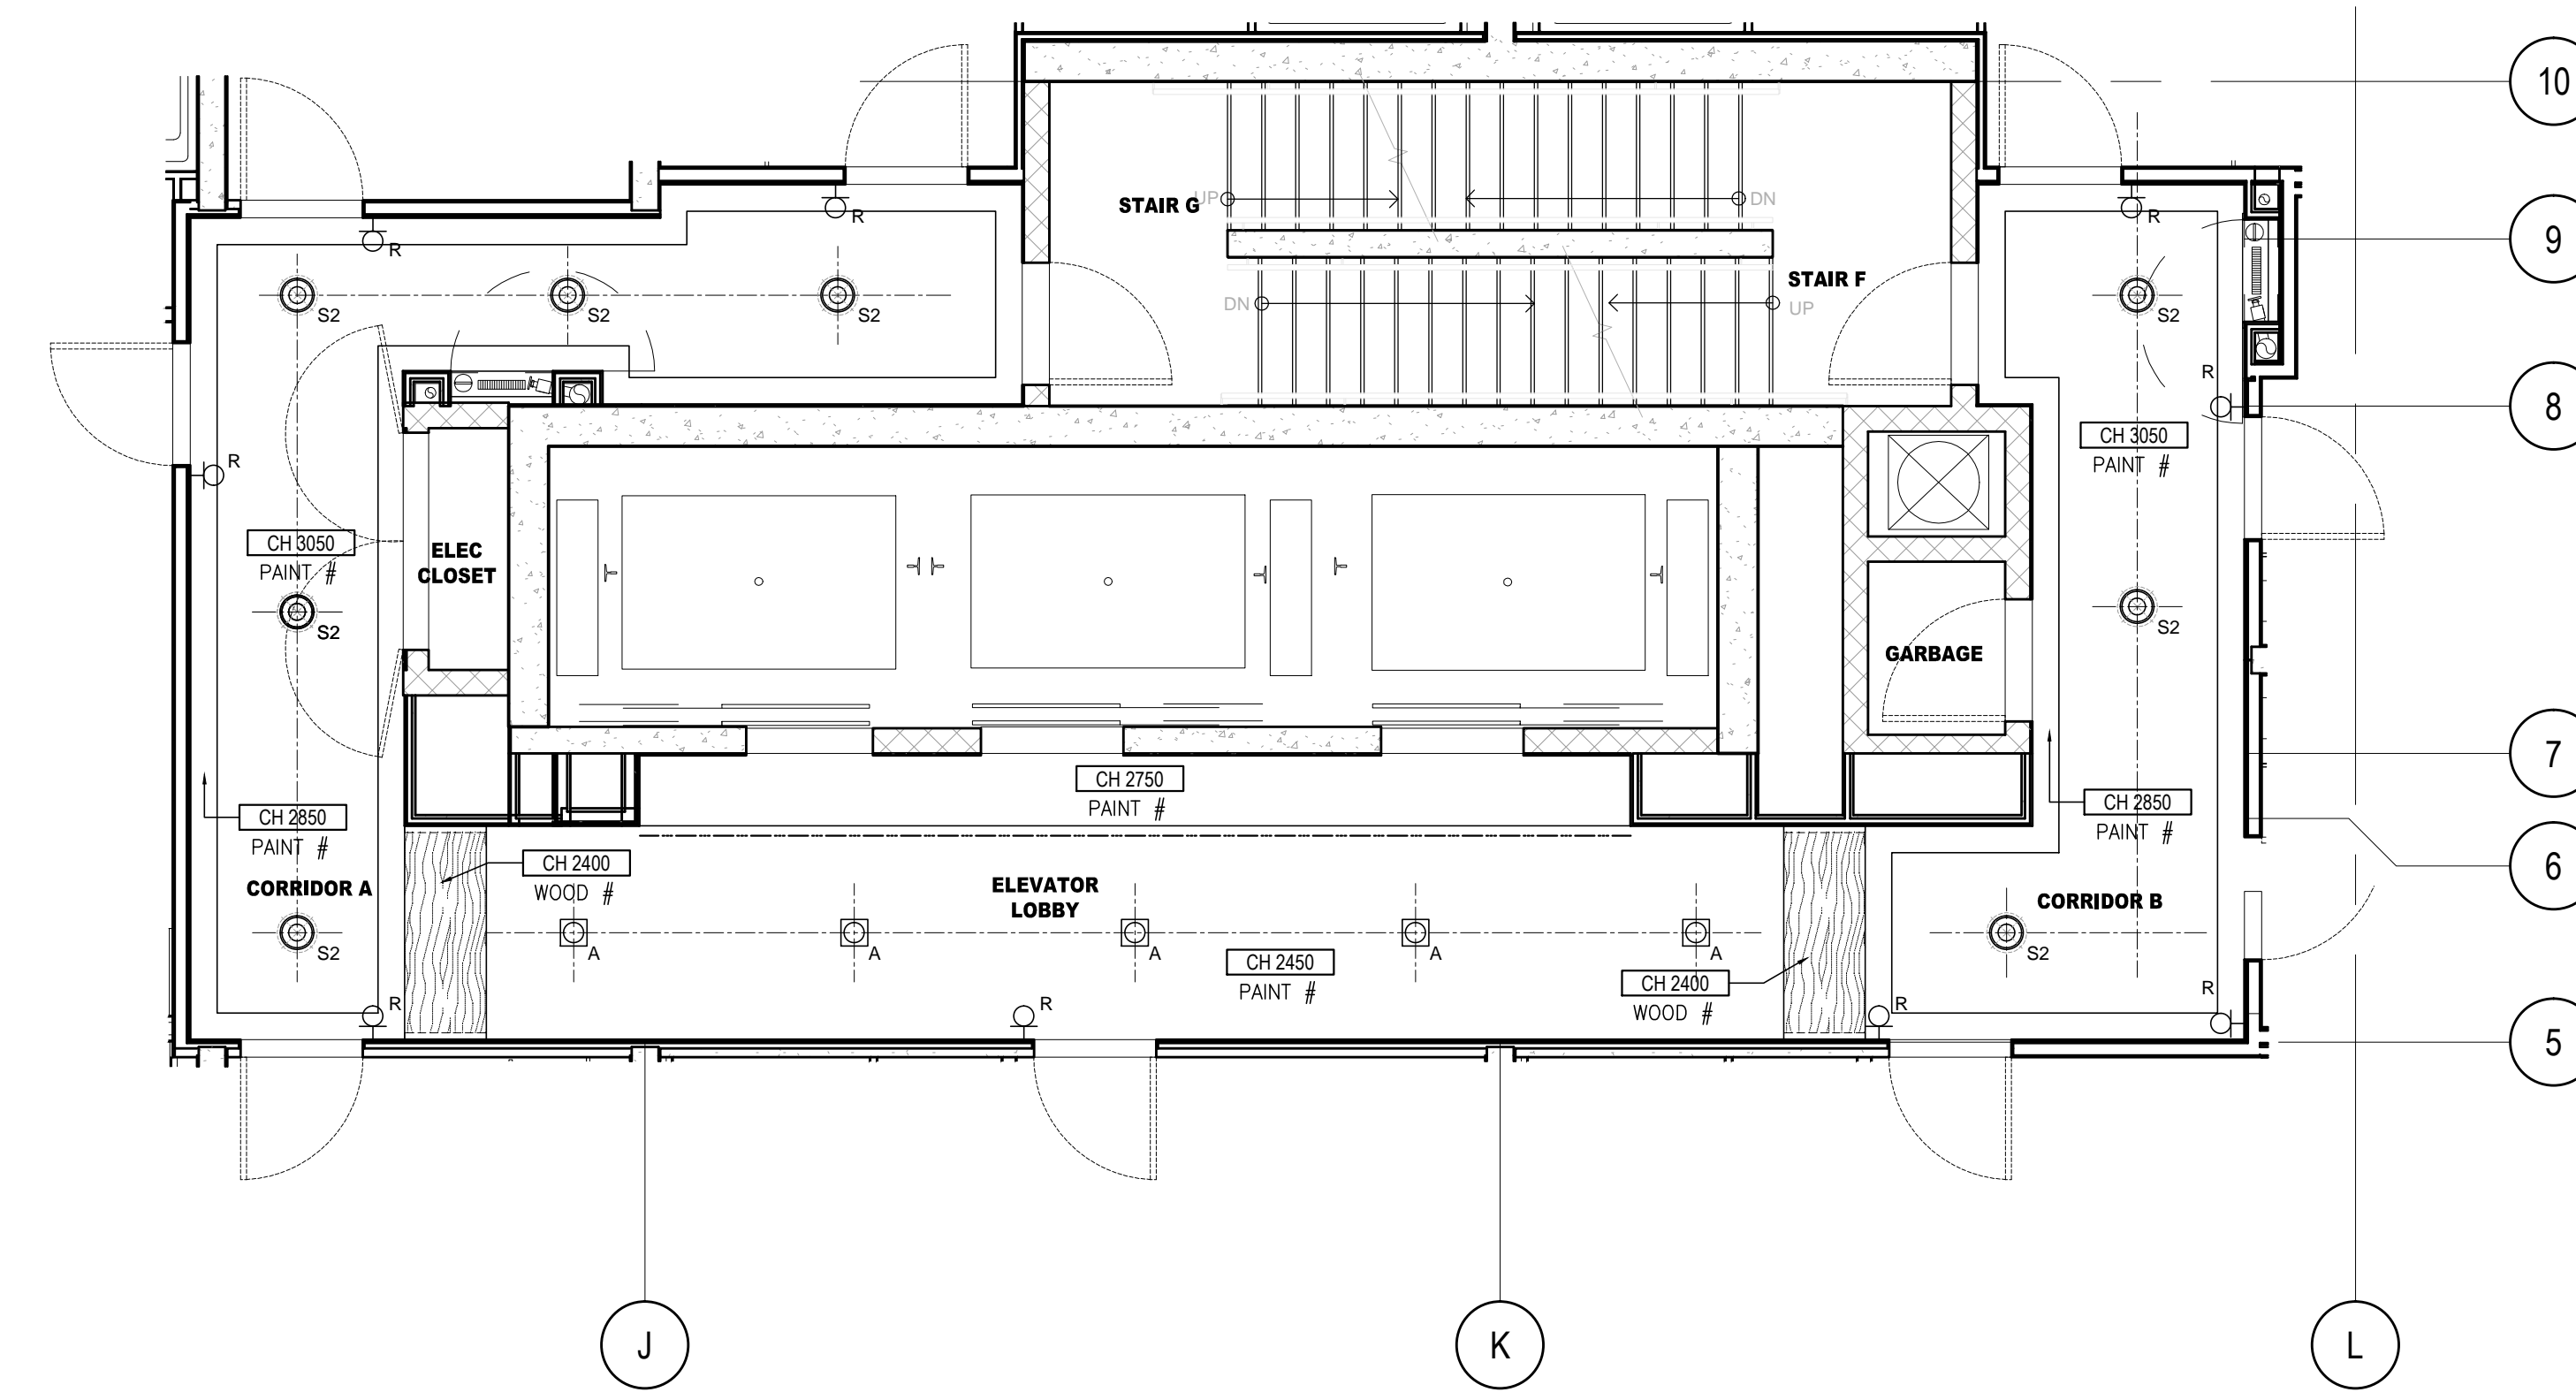 10
9
8
7
6
5
J
K
L
STAIR G
UP
DN
DN
UP
STAIR F
R
R
R
S2
S2
S2
S2
R
R
CH 3050
PAINT #
CH 3050
PAINT #
ELEC
CLOSET
R
S2
S2
GARBAGE
CH 2750
PAINT #
CH 2850
PAINT #
CH 2850
PAINT #
CH 2400
WOOD #
CORRIDOR A
ELEVATOR
LOBBY
CORRIDOR B
S2
A
A
A
A
A
S2
CH 2450
PAINT #
CH 2400
WOOD #
R
R
R
R